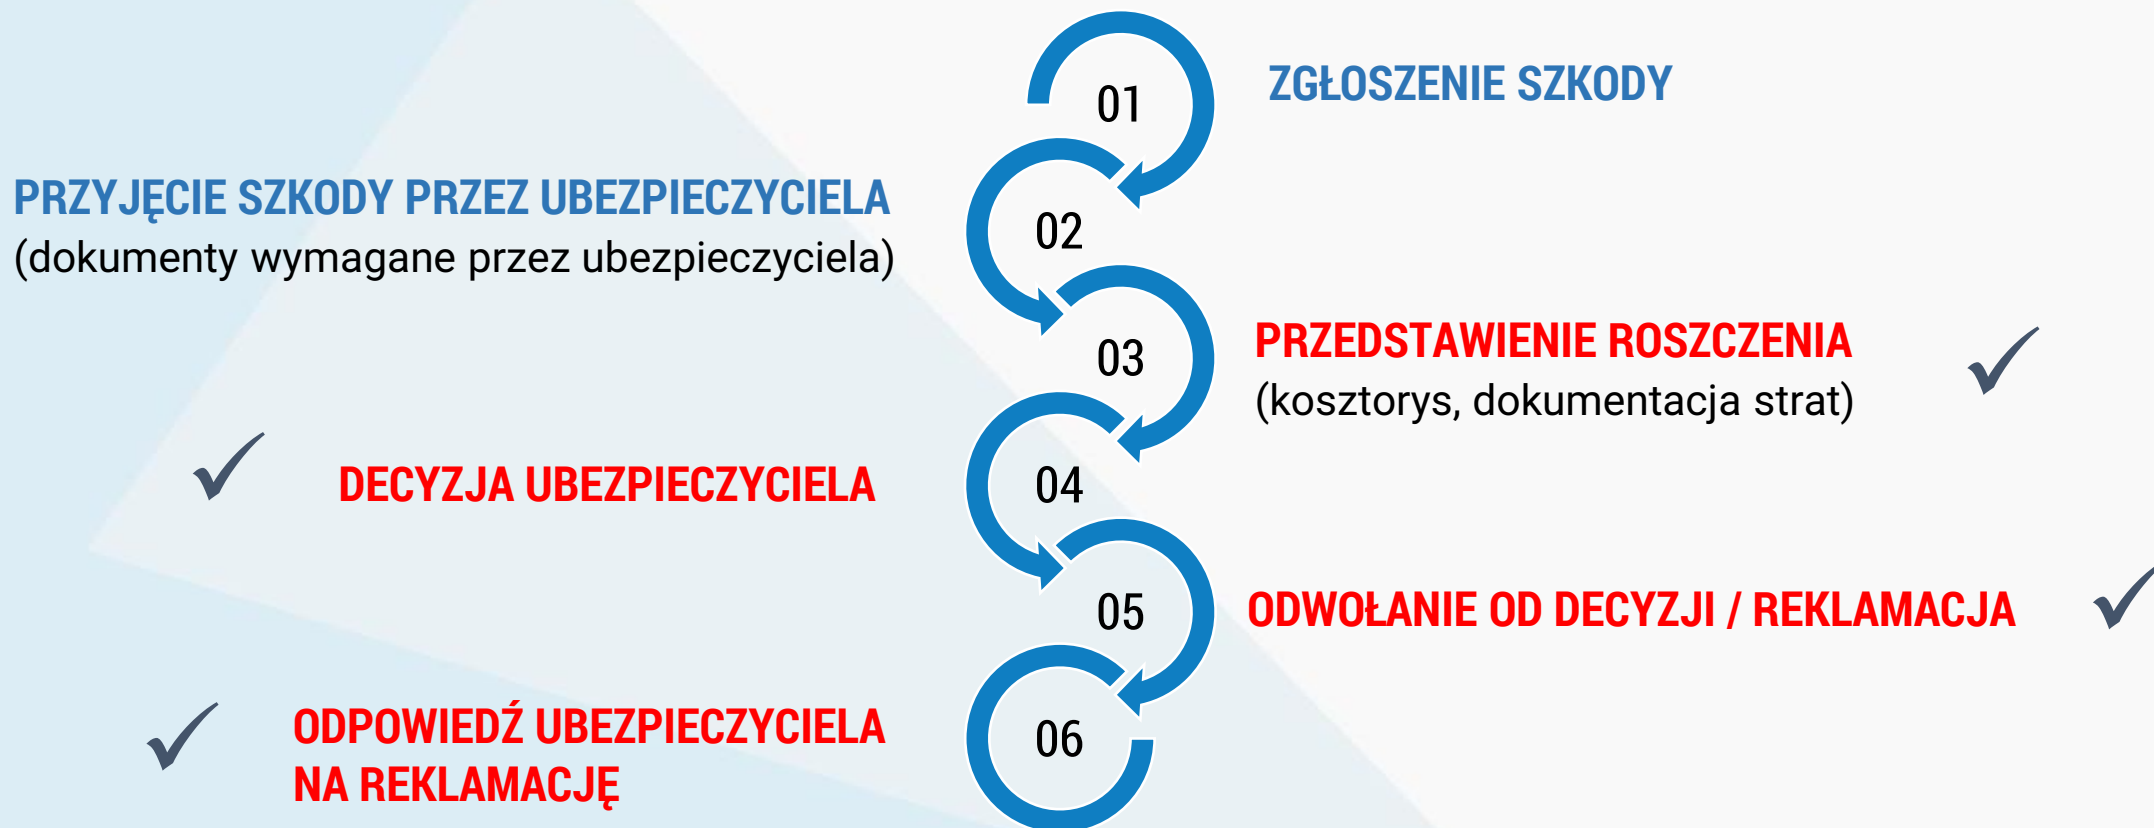 01
ZGŁOSZENIE SZKODY
PRZYJĘCIE SZKODY PRZEZ UBEZPIECZYCIELA
(dokumenty wymagane przez ubezpieczyciela)
02
03
PRZEDSTAWIENIE ROSZCZENIA
(kosztorys, dokumentacja strat)
DECYZJA UBEZPIECZYCIELA
04
05
ODWOŁANIE OD DECYZJI / REKLAMACJA
ODPOWIEDŹ UBEZPIECZYCIELA
NA REKLAMACJĘ
06